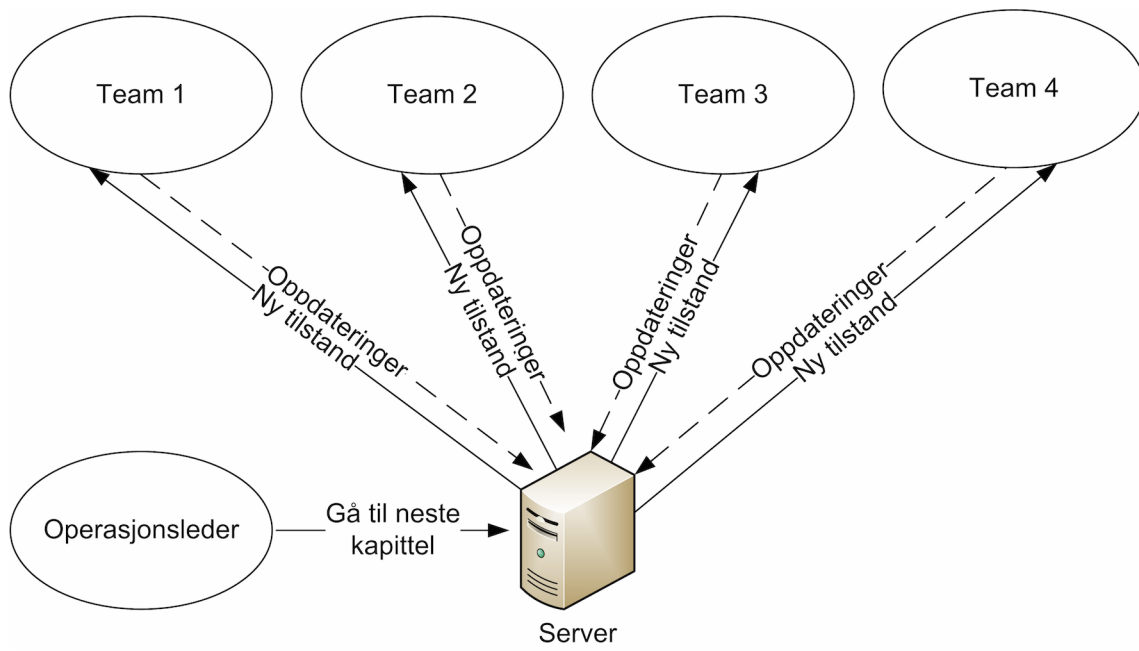 Team 1
Team 2
Team 3
Team 4
Oppdateringer
Ny tilstand
Oppdateringer
Ny tilstand
Oppdateringer
Ny tilstand
Oppdateringer
Ny tilstand
Operasjonsleder
Gå til neste
kapittel
Server